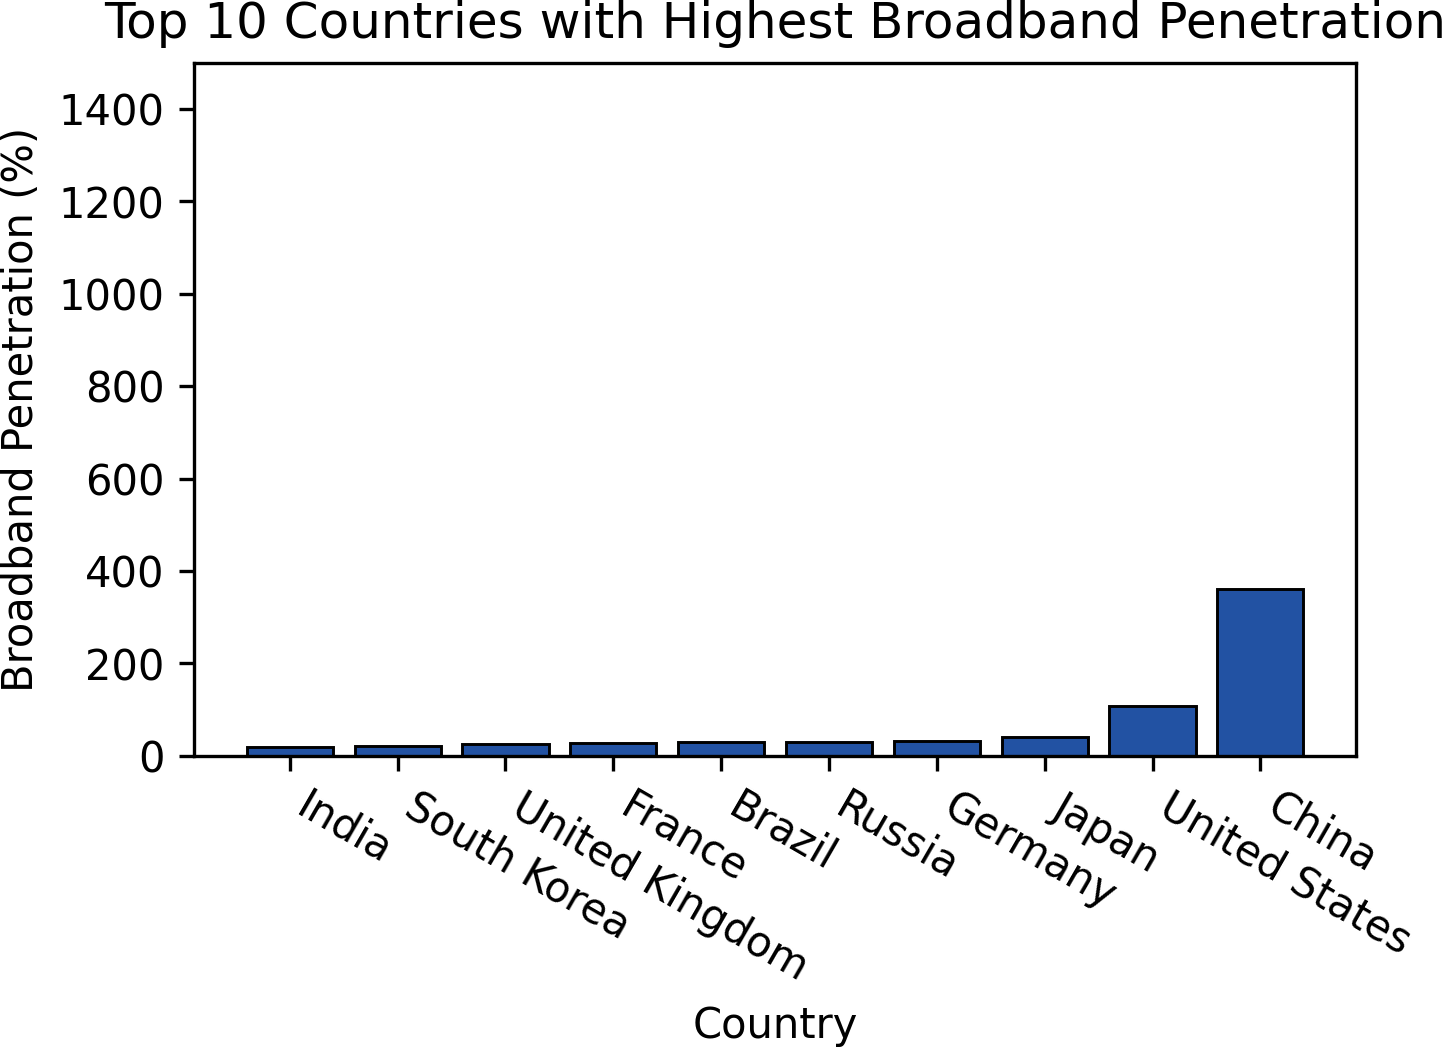 Top 10 Countries with Highest Broadband Penetration
Broadband Penetration (%)
1400
1200
1000
800
600
400
200
0
India
South Korea
United Kingdom
France
Brazil
Russia
Germany
Japan
United States
China
Country